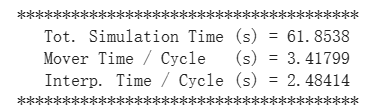 **************************************
Tot. Simulation Time (s) = 61.8538
Mover Time / Cycle (s) = 3.41799
Interp. Time / Cycle (s) = 2.48414
**************************************